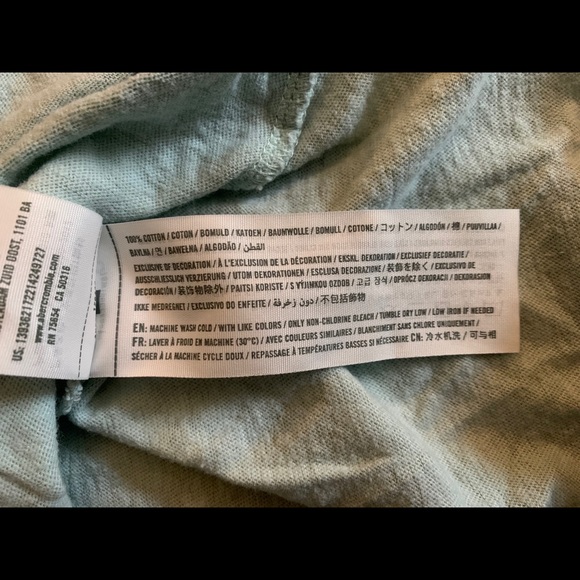 ZUID OOST, 1101 BA
US: 1393621722142497​27
www.abercrombie.com
RN 75654 CA 50316
100% COTTON / COTON / BOMULD / KATOEN / BAUMWOLLE / BOMULL / COTONE / コットン / ALGODÓN / 棉 / PUUVILLAA /
BAVLNA / 면 / BAWEŁNA / ALGODÃO / القطن
EXCLUSIVE OF DECORATION / À L'EXCLUSION DE LA DÉCORATION / EKSKL. DEKORATION / EXCLUSIEF DECORATIE /
AUSSCHLIESSLICH VERZIERUNG / UTOM DEKORATIONEN / ESCLUSA DECORAZIONE / 装飾を除く / EXCLUSIVO DE
DECORACIÓN / 装饰物除外 / PAITSI KORISTE / S VÝJIMKOU OZDOB / 고급 장식 / OPRÓCZ DEKORACJI / DEKORASJON
IKKE MEDREGNET / EXCLUSIVO DO ENFEITE / دون زخرفة / 不包括飾物
EN: MACHINE WASH COLD / WITH LIKE COLORS / ONLY NON-CHLORINE BLEACH / TUMBLE DRY LOW / LOW IRON IF NEEDED
FR: LAVER À FROID EN MACHINE (30°C) / AVEC COULEURS SIMILAIRES / BLANCHIMENT SANS CHLORE UNIQUEMENT /
SÉCHER À LA MACHINE CYCLE DOUX / REPASSAGE À TEMPÉRATURES BASSES SI NÉCESSAIRE CN: 冷水机洗 / 可与相